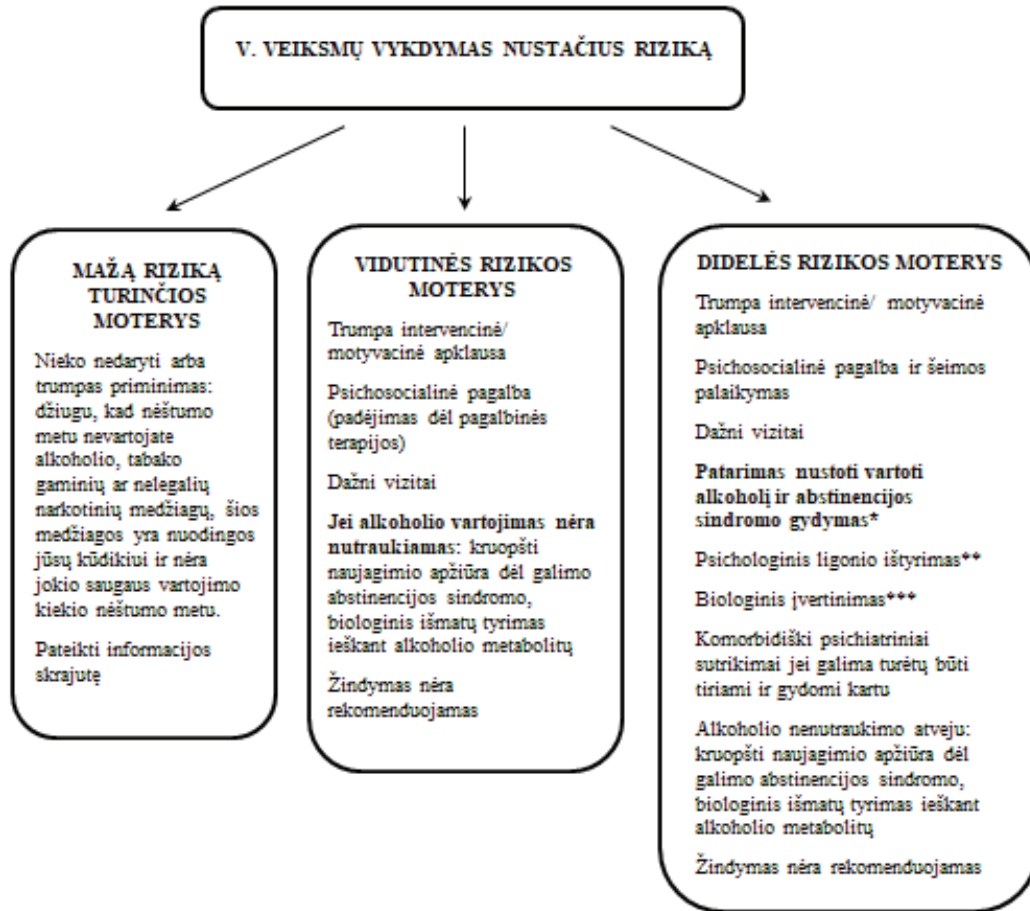 V. VEIKSMŲ VYKDYMAS NUSTAČIUS RIZIKĄ
MAŽĄ RIZIKĄ
TURINČIOS
MOTERYS
Nieko nedaryti arba
trumpas priminimas:
džiugu, kad nėštumo
metu nevartojate
alkoholio, tabako
gaminių ar nelegalių
narkotinių medžiagų, šios
medžiagos yra nuodingos
jūsų kūdikiui ir nėra
jokio saugaus vartojimo
kiekio nėštumo metu.
Pateikti informacijos
skrajutę
VIDUTINĖS RIZIKOS
MOTERYS
Trumpa intervencinė/
motyvacinė apklausa
Psichosocialinė pagalba
(padėjimas dėl pagalbinės
terapijos)
Dažni vizitai
Jei alkoholio vartojimas nėra
nutraukiamas: kruopšti
naujagimio apžiūra dėl galimo
abstinencijos sindromo,
biologinis išmatų tyrimas
ieškant alkoholio metabolitų
Žindymas nėra
rekomenduojamas
DIDELĖS RIZIKOS MOTERYS
Trumpa intervencinė/ motyvacinė
apklausa
Psichosocialinė pagalba ir šeimos
palaikymas
Dažni vizitai
Patarimas nustoti vartoti
alkoholį ir abstinencijos
sindromo gydymas*
Psichologinis ligonio ištyrimas**
Biologinis įvertinimas***
Komorbidiški psichiatriniai
sutrikimai jei galima turėtų būti
tiriami ir gydomi kartu
Alkoholio nenutraukimo atveju:
kruopšti naujagimio apžiūra dėl
galimo abstinencijos sindromo,
biologinis išmatų tyrimas ieškant
alkoholio metabolitų
Žindymas nėra rekomenduojamas